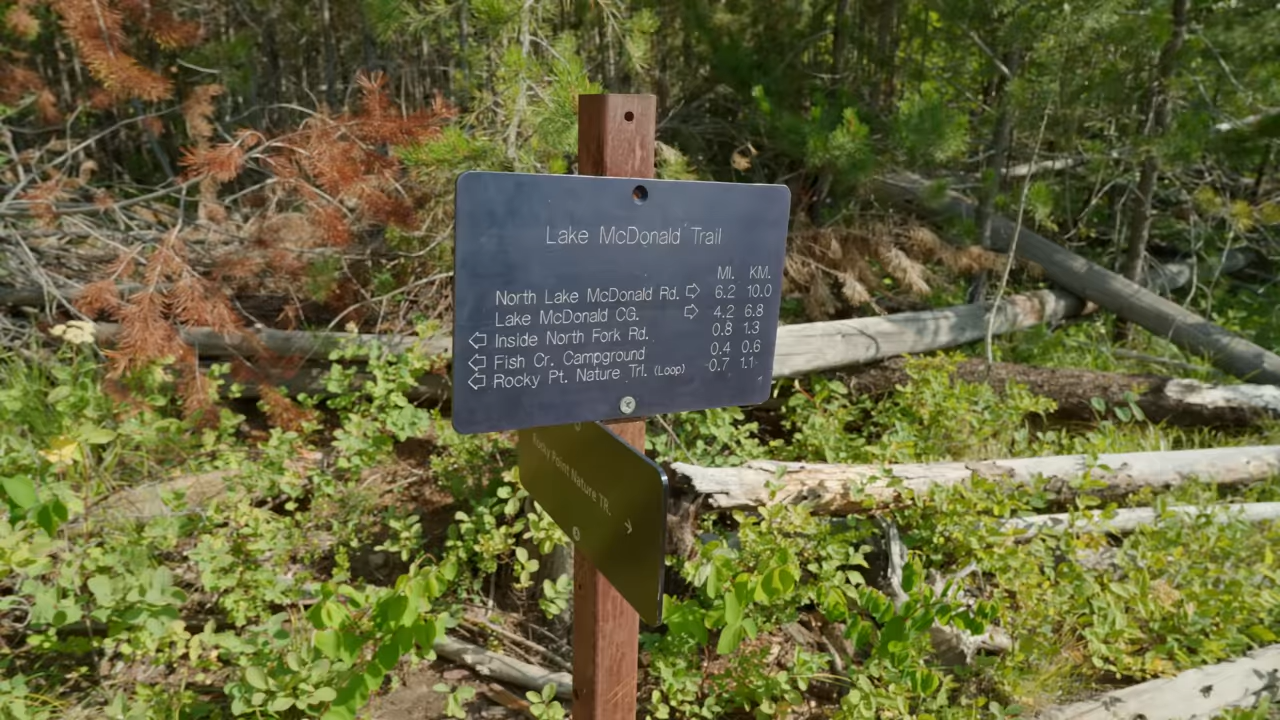 Lake McDonald Trail
MI. KM.
North Lake McDonald Rd. ⇨ 6.2 10.0
Lake McDonald CG. ⇨ 4.2 6.8
⇦ Inside North Fork Rd. 0.8 1.3
⇦ Fish Cr. Campground 0.4 0.6
⇦ Rocky Pt. Nature Trl. (Loop) 0.7 1.1
Rocky Point Nature TR.
→